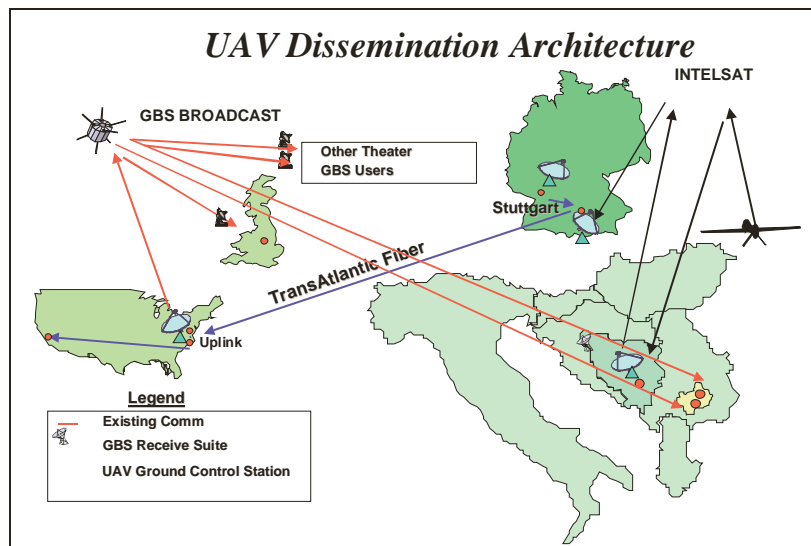 UAV Dissemination Architecture
INTELSAT
GBS BROADCAST
Other Theater
GBS Users
Stuttgart
TransAtlantic Fiber
Uplink
Legend
Existing Comm
GBS Receive Suite
UAV Ground Control Station